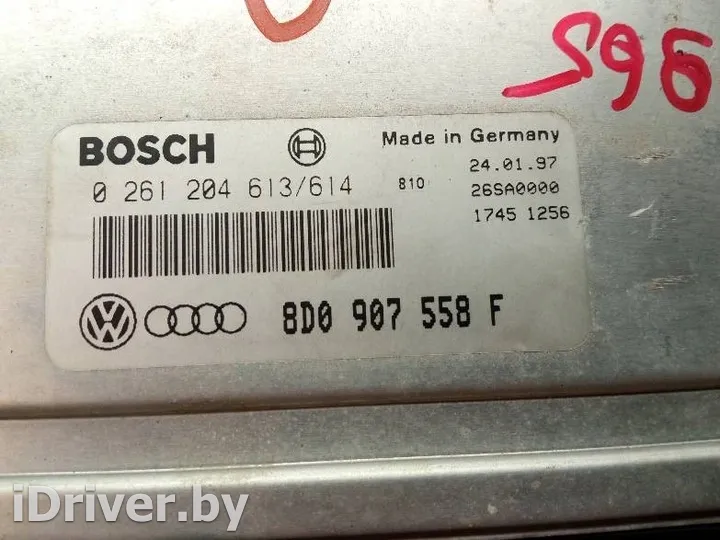 S96
BOSCH
Made in Germany
0 261 204 613/614
810
24.01.97
26SA0000
1745 1256
8D0 907 558 F
iDriver.by